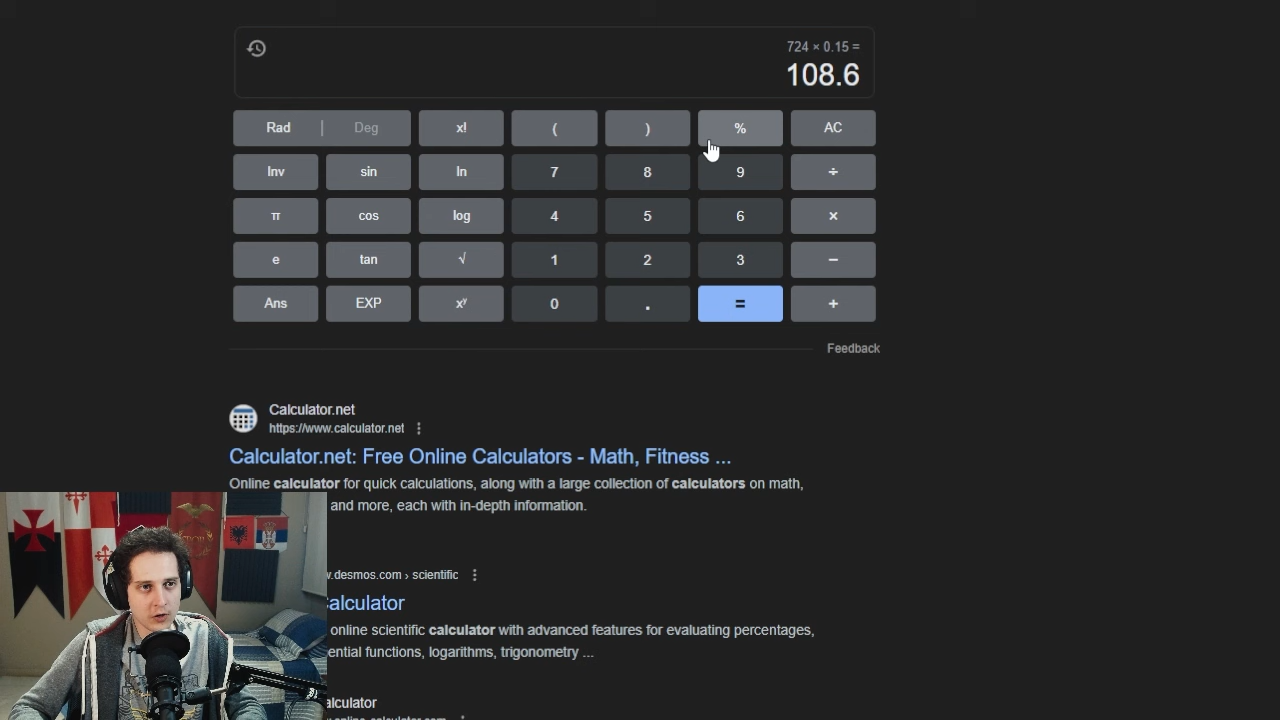 724 × 0.15 =
108.6
Rad | Deg x! ( ) % AC
Inv sin ln 7 8 9 ÷
π cos log 4 5 6 ×
e tan √ 1 2 3 −
Ans EXP xʸ 0 . = +
Feedback
Calculator.net
https://www.calculator.net
Calculator.net: Free Online Calculators - Math, Fitness ...
Online calculator for quick calculations, along with a large collection of calculators on math,
and more, each with in-depth information.
.desmos.com › scientific
alculator
online scientific calculator with advanced features for evaluating percentages,
ential functions, logarithms, trigonometry ...
alculator